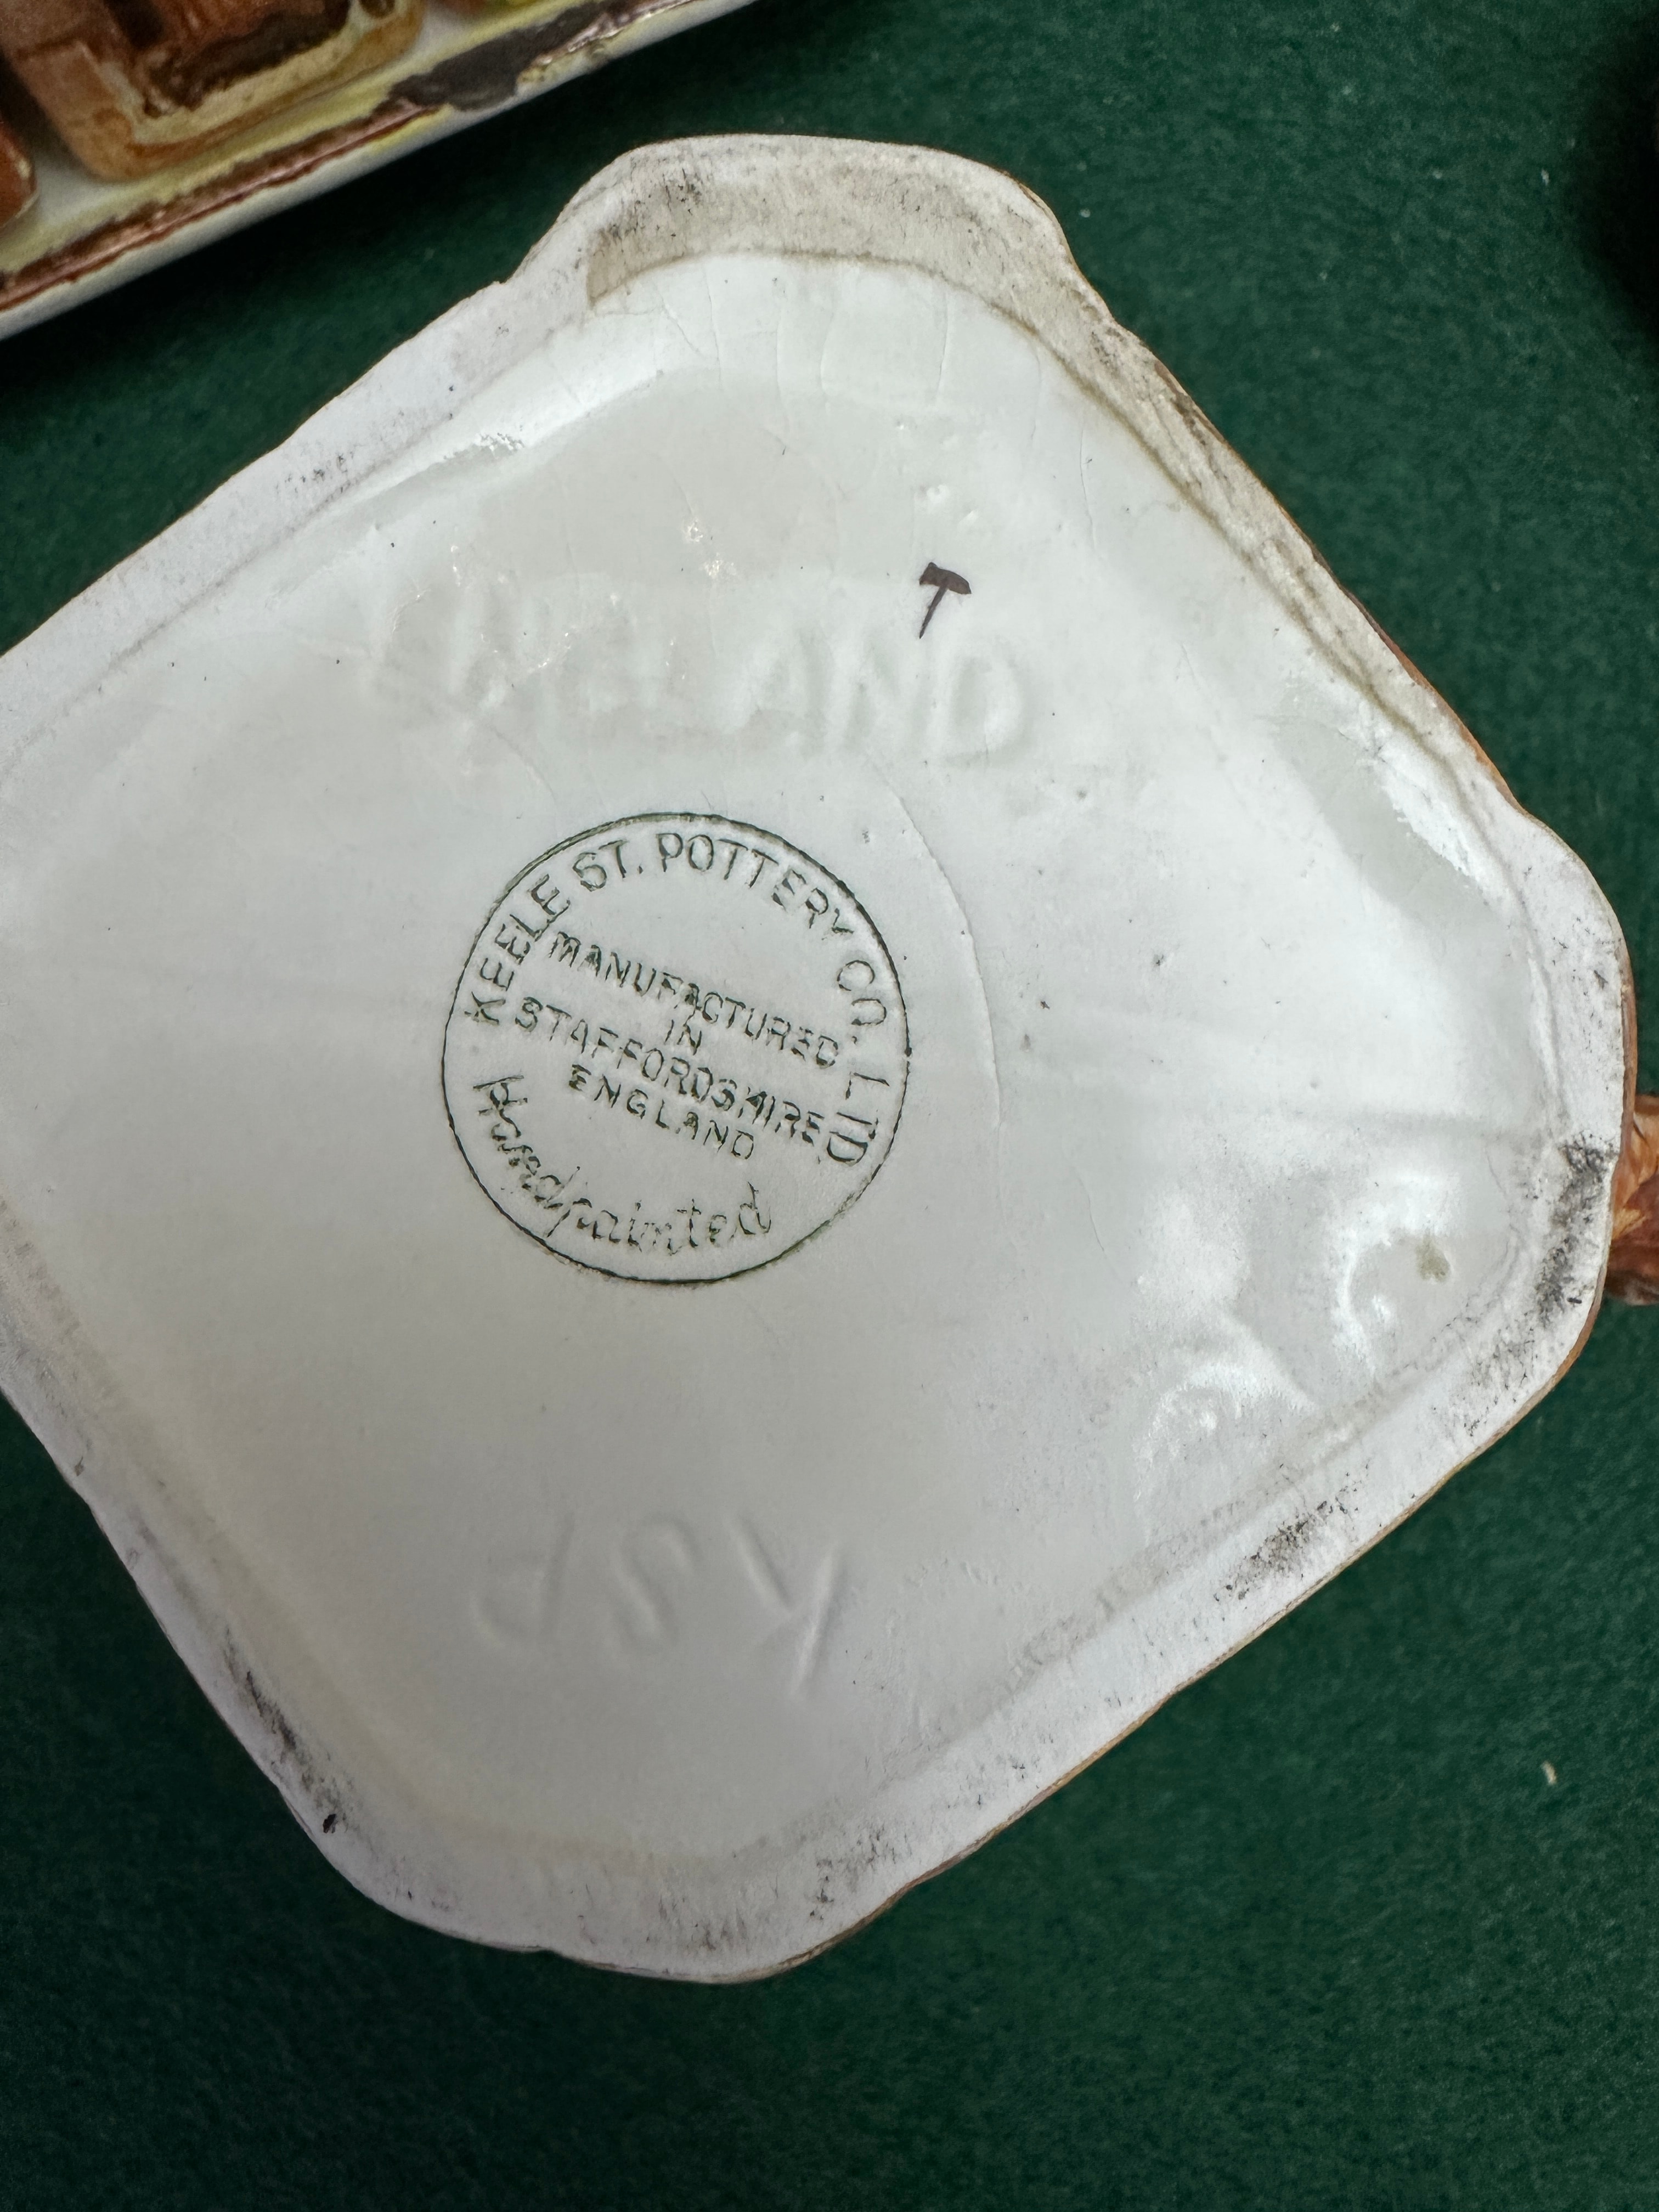 ENGLAND
KEELE ST. POTTERY CO. LTD
MANUFACTURED
IN
STAFFORDSHIRE
ENGLAND
Handpainted
KSP